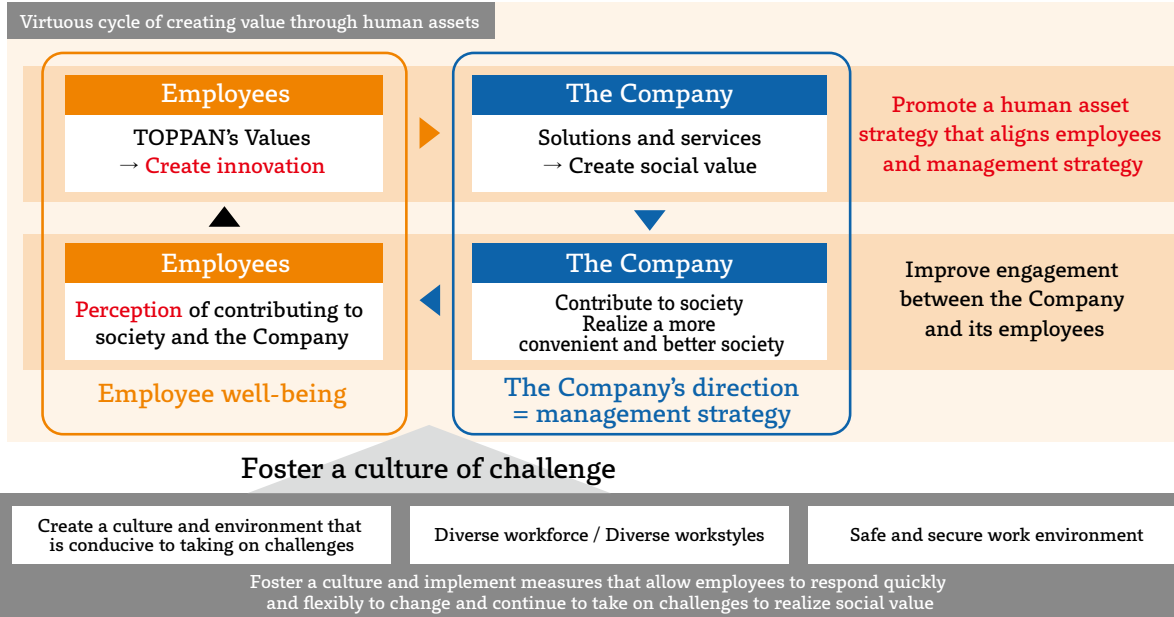 Virtuous cycle of creating value through human assets
Employees
TOPPAN's Values
→ Create innovation
The Company
Solutions and services
→ Create social value
Promote a human asset
strategy that aligns employees
and management strategy
Employees
Perception of contributing to
society and the Company
The Company
Contribute to society
Realize a more
convenient and better society
Improve engagement
between the Company
and its employees
Employee well-being
The Company's direction
= management strategy
Foster a culture of challenge
Create a culture and environment that
is conducive to taking on challenges
Diverse workforce / Diverse workstyles
Safe and secure work environment
Foster a culture and implement measures that allow employees to respond quickly
and flexibly to change and continue to take on challenges to realize social value